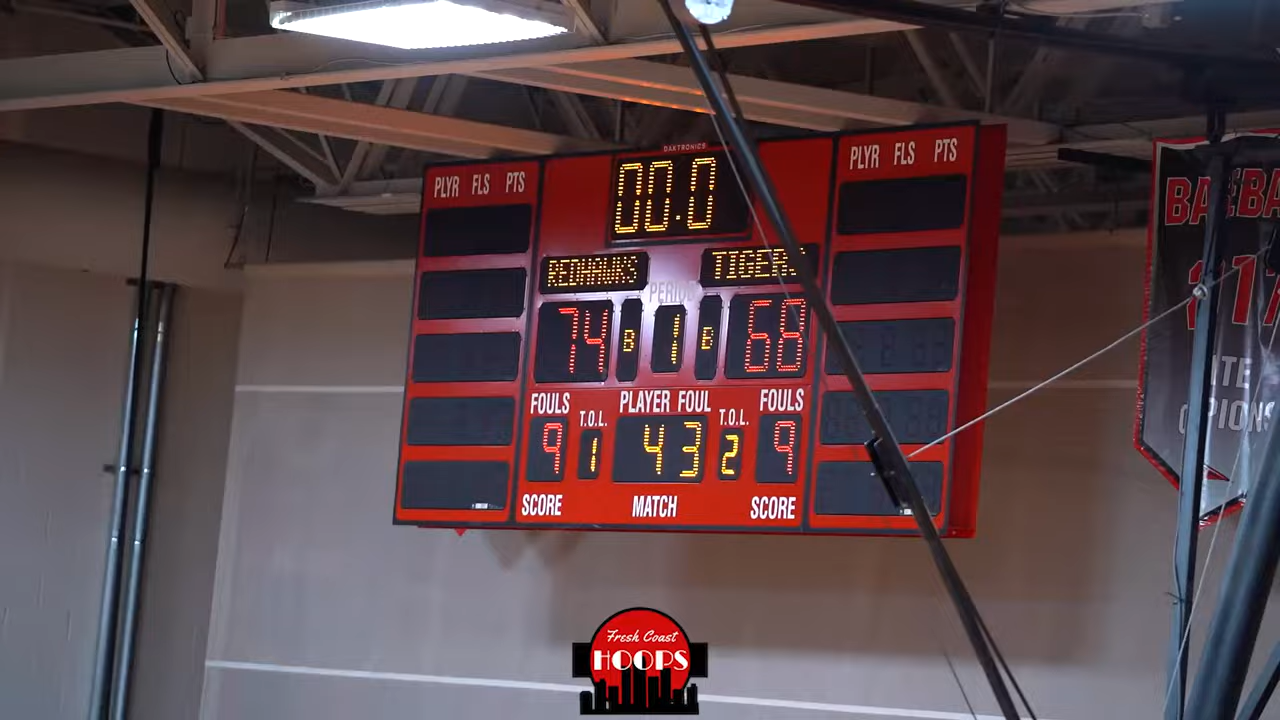 DAKTRONICS
PLYR FLS PTS
00.0
PLYR FLS PTS
REDHAWKS
TIGERS
PERIOD
74 B 1 B 68
FOULS PLAYER FOUL FOULS
T.O.L. T.O.L.
9 1 43 2 9
SCORE MATCH SCORE
Fresh Coast
HOOPS